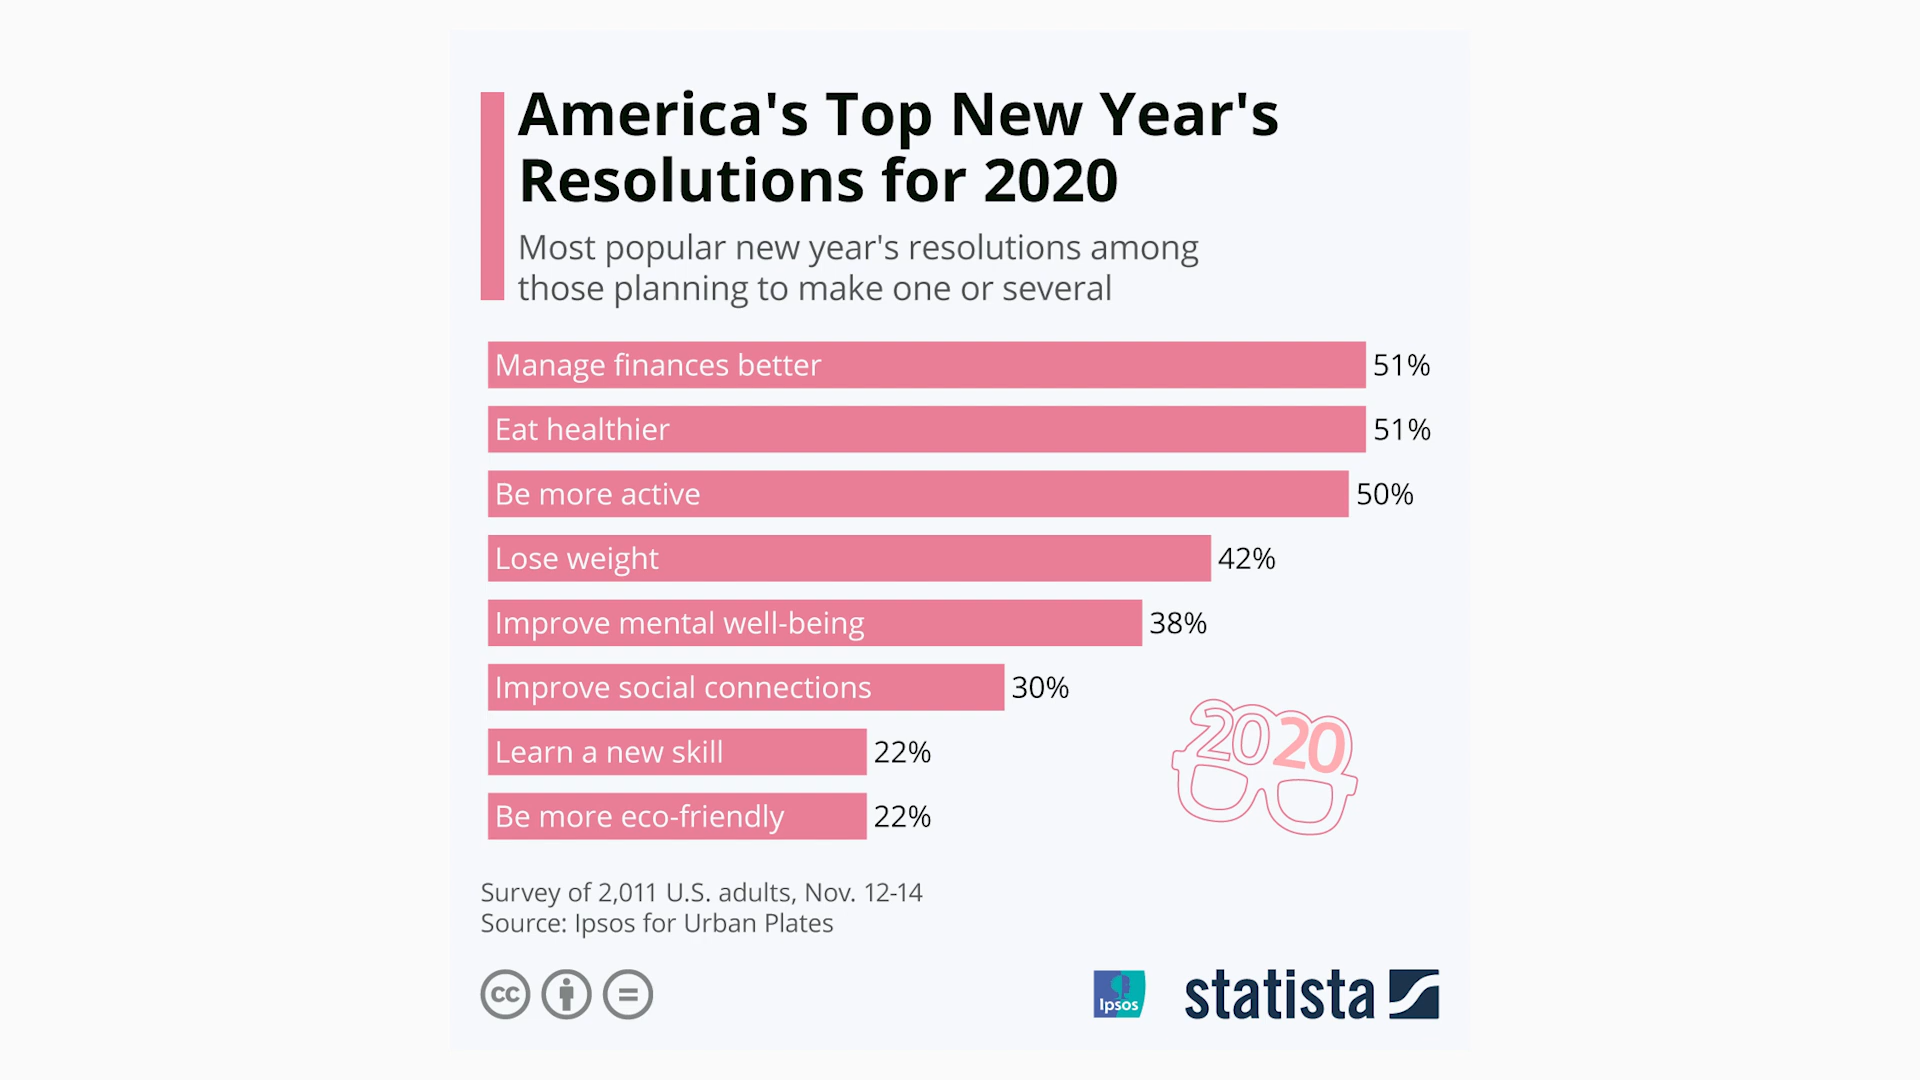 America's Top New Year's
Resolutions for 2020
Most popular new year's resolutions among
those planning to make one or several
Manage finances better 51%
Eat healthier 51%
Be more active 50%
Lose weight 42%
Improve mental well-being 38%
Improve social connections 30%
Learn a new skill 22%
Be more eco-friendly 22%
2020
Survey of 2,011 U.S. adults, Nov. 12-14
Source: Ipsos for Urban Plates
cc
Ipsos
statista